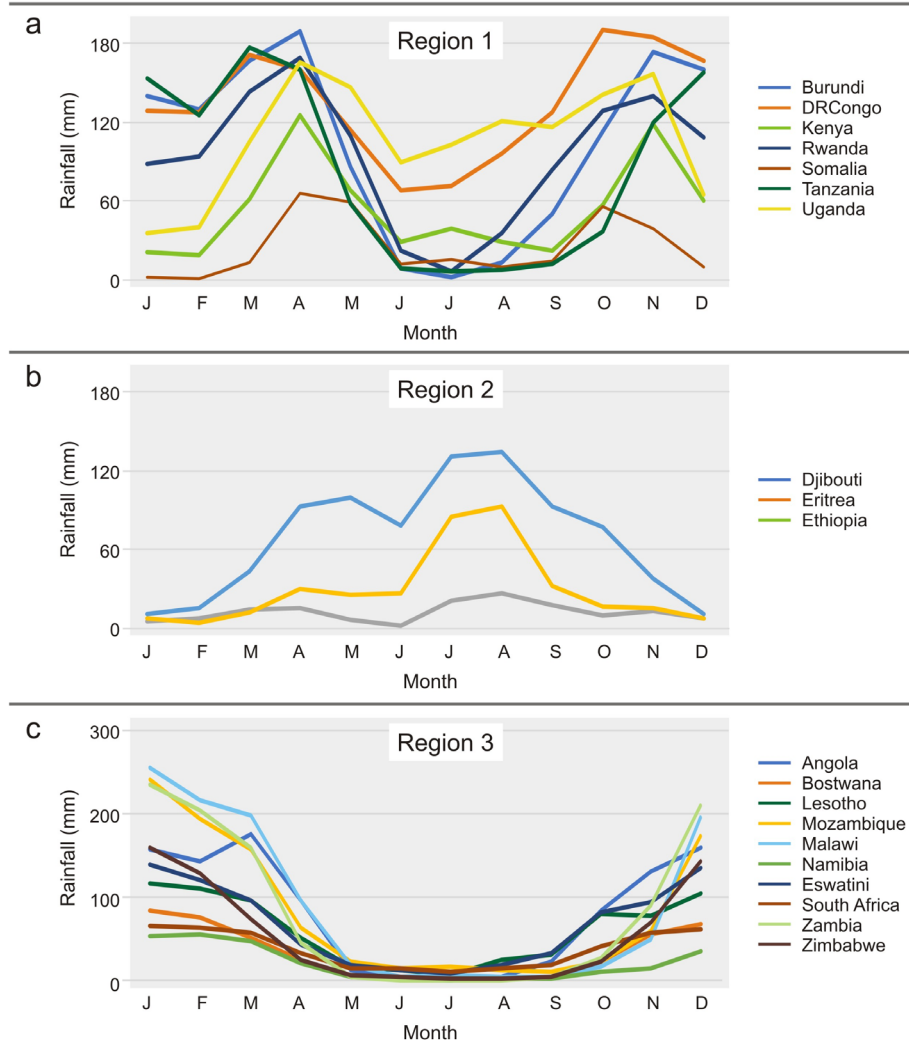 a
Region 1
Rainfall (mm)
180
120
60
0
J F M A M J J A S O N D
Month
Burundi
DRCongo
Kenya
Rwanda
Somalia
Tanzania
Uganda
b
Region 2
Rainfall (mm)
180
120
60
0
J F M A M J J A S O N D
Month
Djibouti
Eritrea
Ethiopia
c
Region 3
Rainfall (mm)
300
200
100
0
J F M A M J J A S O N D
Month
Angola
Bostwana
Lesotho
Mozambique
Malawi
Namibia
Eswatini
South Africa
Zambia
Zimbabwe